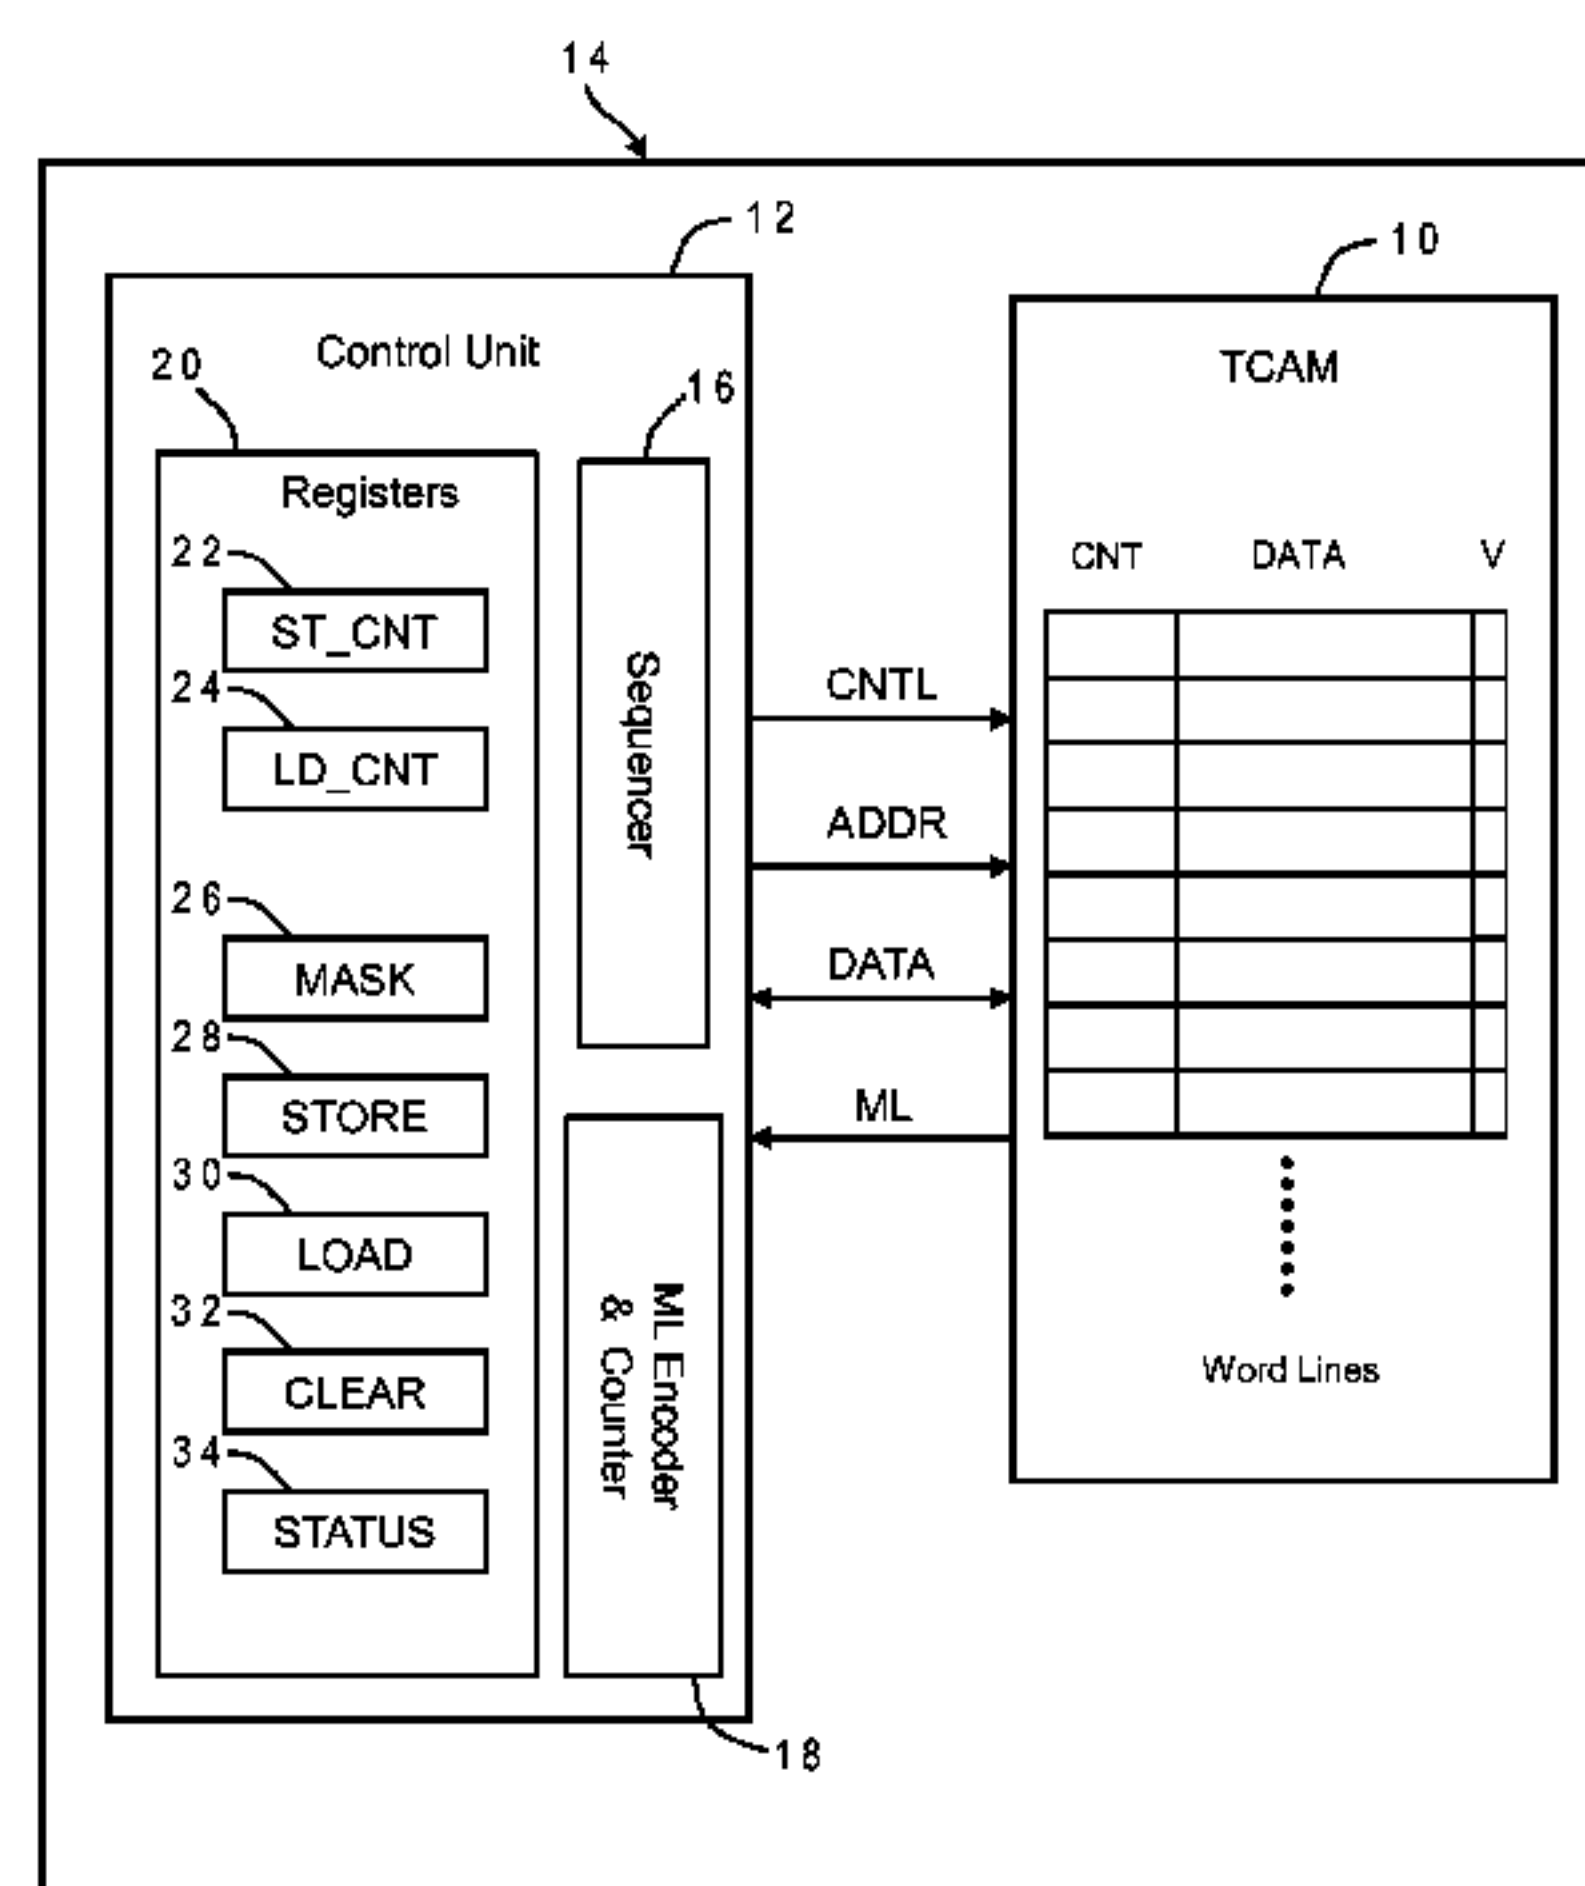 14
12
10
Control Unit
20
16
TCAM
Registers
22
ST_CNT
24
LD_CNT
26
MASK
28
STORE
30
LOAD
32
CLEAR
34
STATUS
Sequencer
ML Encoder
& Counter
18
CNTL
ADDR
DATA
ML
CNT DATA V
Word Lines